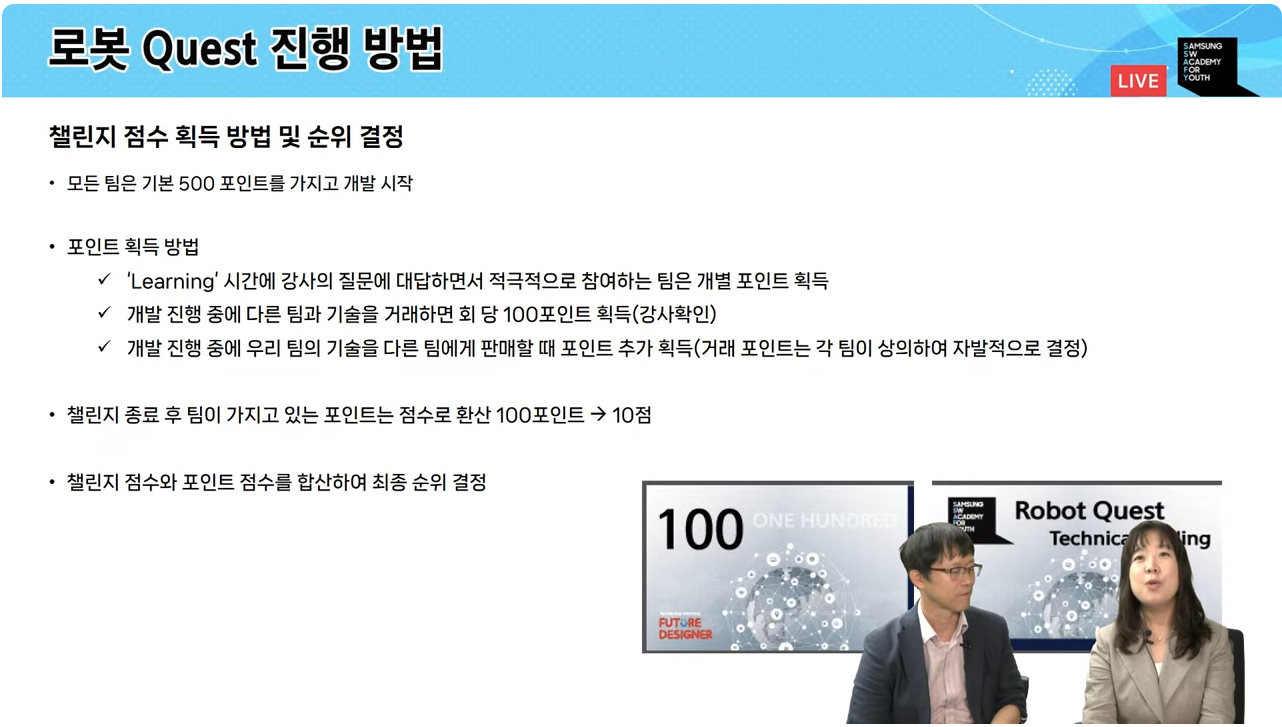 로봇 Quest 진행 방법
LIVE
SAMSUNG
SW
ACADEMY
FOR
YOUTH
챌린지 점수 획득 방법 및 순위 결정
• 모든 팀은 기본 500 포인트를 가지고 개발 시작
• 포인트 획득 방법
✓ ‘Learning’ 시간에 강사의 질문에 대답하면서 적극적으로 참여하는 팀은 개별 포인트 획득
✓ 개발 진행 중에 다른 팀과 기술을 거래하면 회 당 100포인트 획득(강사확인)
✓ 개발 진행 중에 우리 팀의 기술을 다른 팀에게 판매할 때 포인트 추가 획득(거래 포인트는 각 팀이 상의하여 자발적으로 결정)
• 챌린지 종료 후 팀이 가지고 있는 포인트는 점수로 환산 100포인트 → 10점
• 챌린지 점수와 포인트 점수를 합산하여 최종 순위 결정
100 ONE HUNDRED
FUTURE
DESIGNER
SAMSUNG
SW
ACADEMY
FOR
YOUTH
Robot Quest